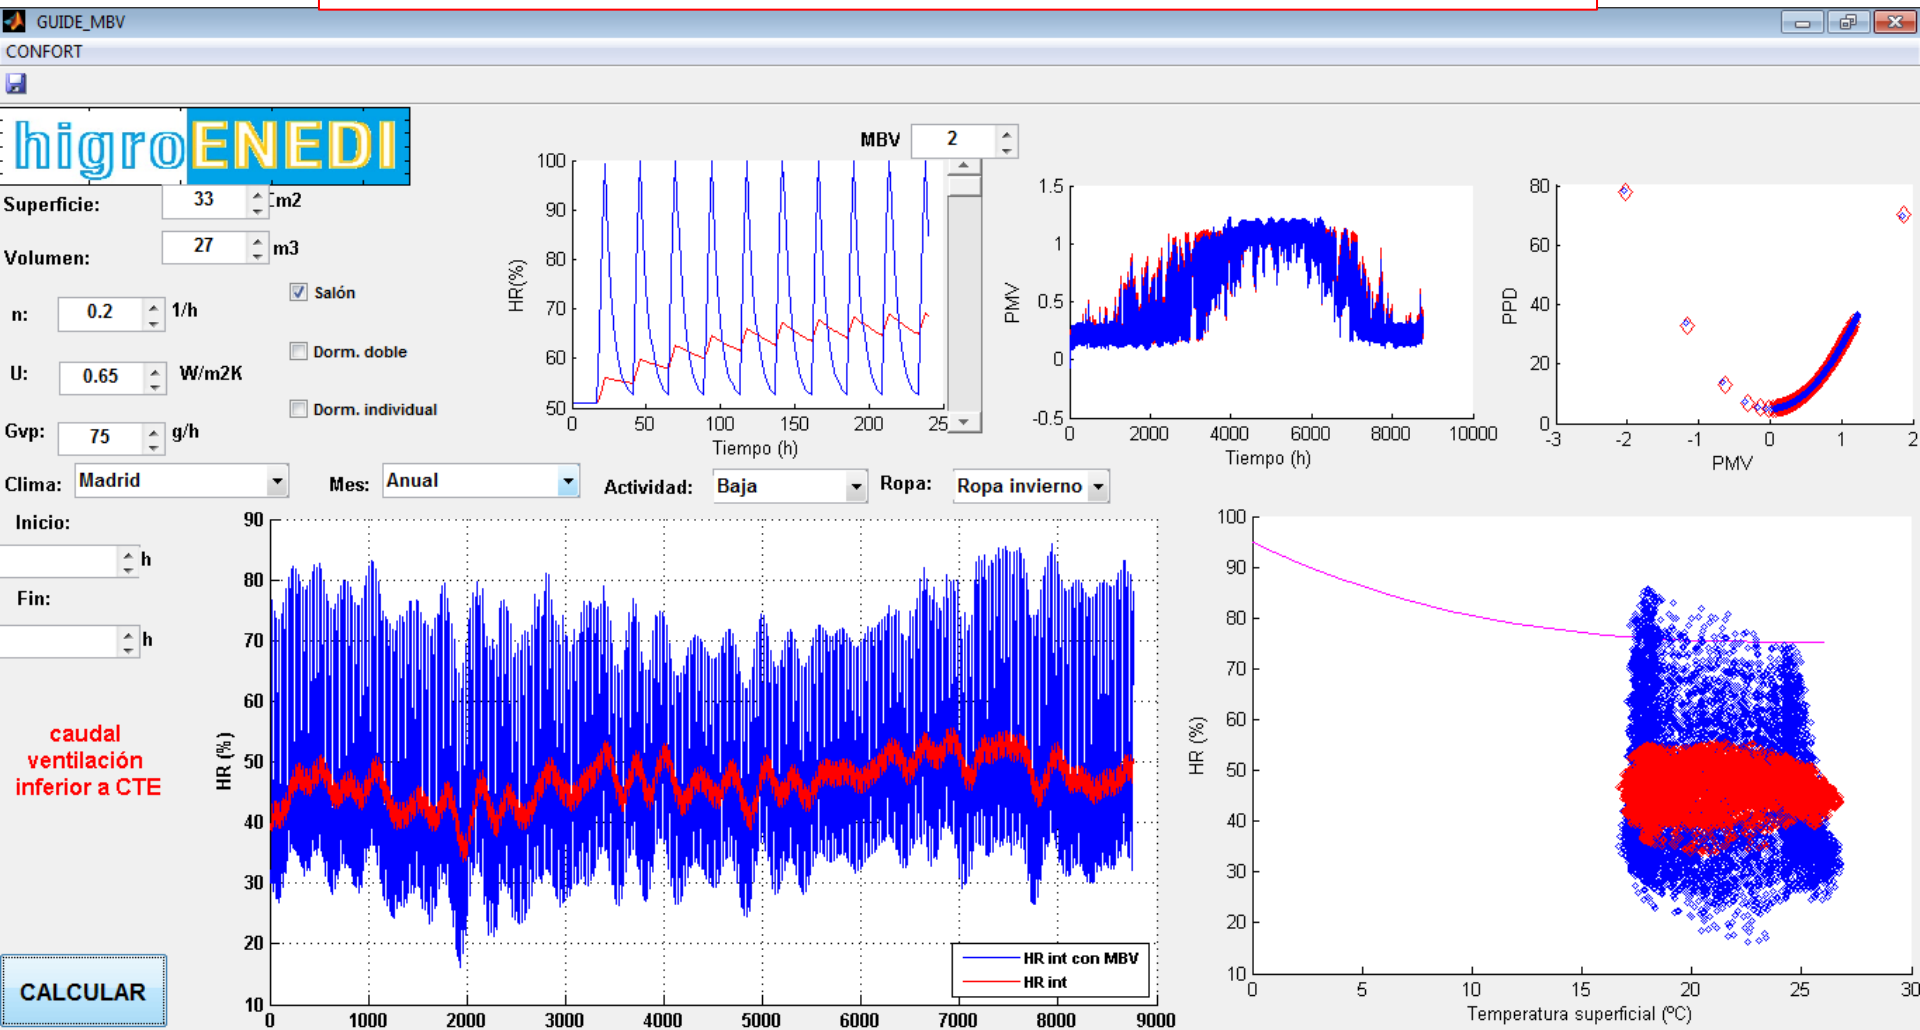 GUIDE_MBV
CONFORT
higroENEDI
MBV 2
Superficie: 33 m2
Volumen: 27 m3
Salón
n: 0.2 1/h
Dorm. doble
U: 0.65 W/m2K
Dorm. individual
Gvp: 75 g/h
Clima: Madrid
Mes: Anual
Actividad: Baja
Ropa: Ropa invierno
Inicio:
h
Fin:
h
caudal
ventilación
inferior a CTE
CALCULAR
100
90
80
70
60
50
HR(%)
0 50 100 150 200 25
Tiempo (h)
1.5
1
0.5
0
-0.5
PMV
0 2000 4000 6000 8000 10000
Tiempo (h)
80
60
40
20
0
PPD
-3 -2 -1 0 1 2
PMV
90
80
70
60
50
40
30
20
10
HR (%)
0 1000 2000 3000 4000 5000 6000 7000 8000 9000
HR int con MBV
HR int
100
90
80
70
60
50
40
30
20
10
HR (%)
0 5 10 15 20 25 30
Temperatura superficial (ºC)